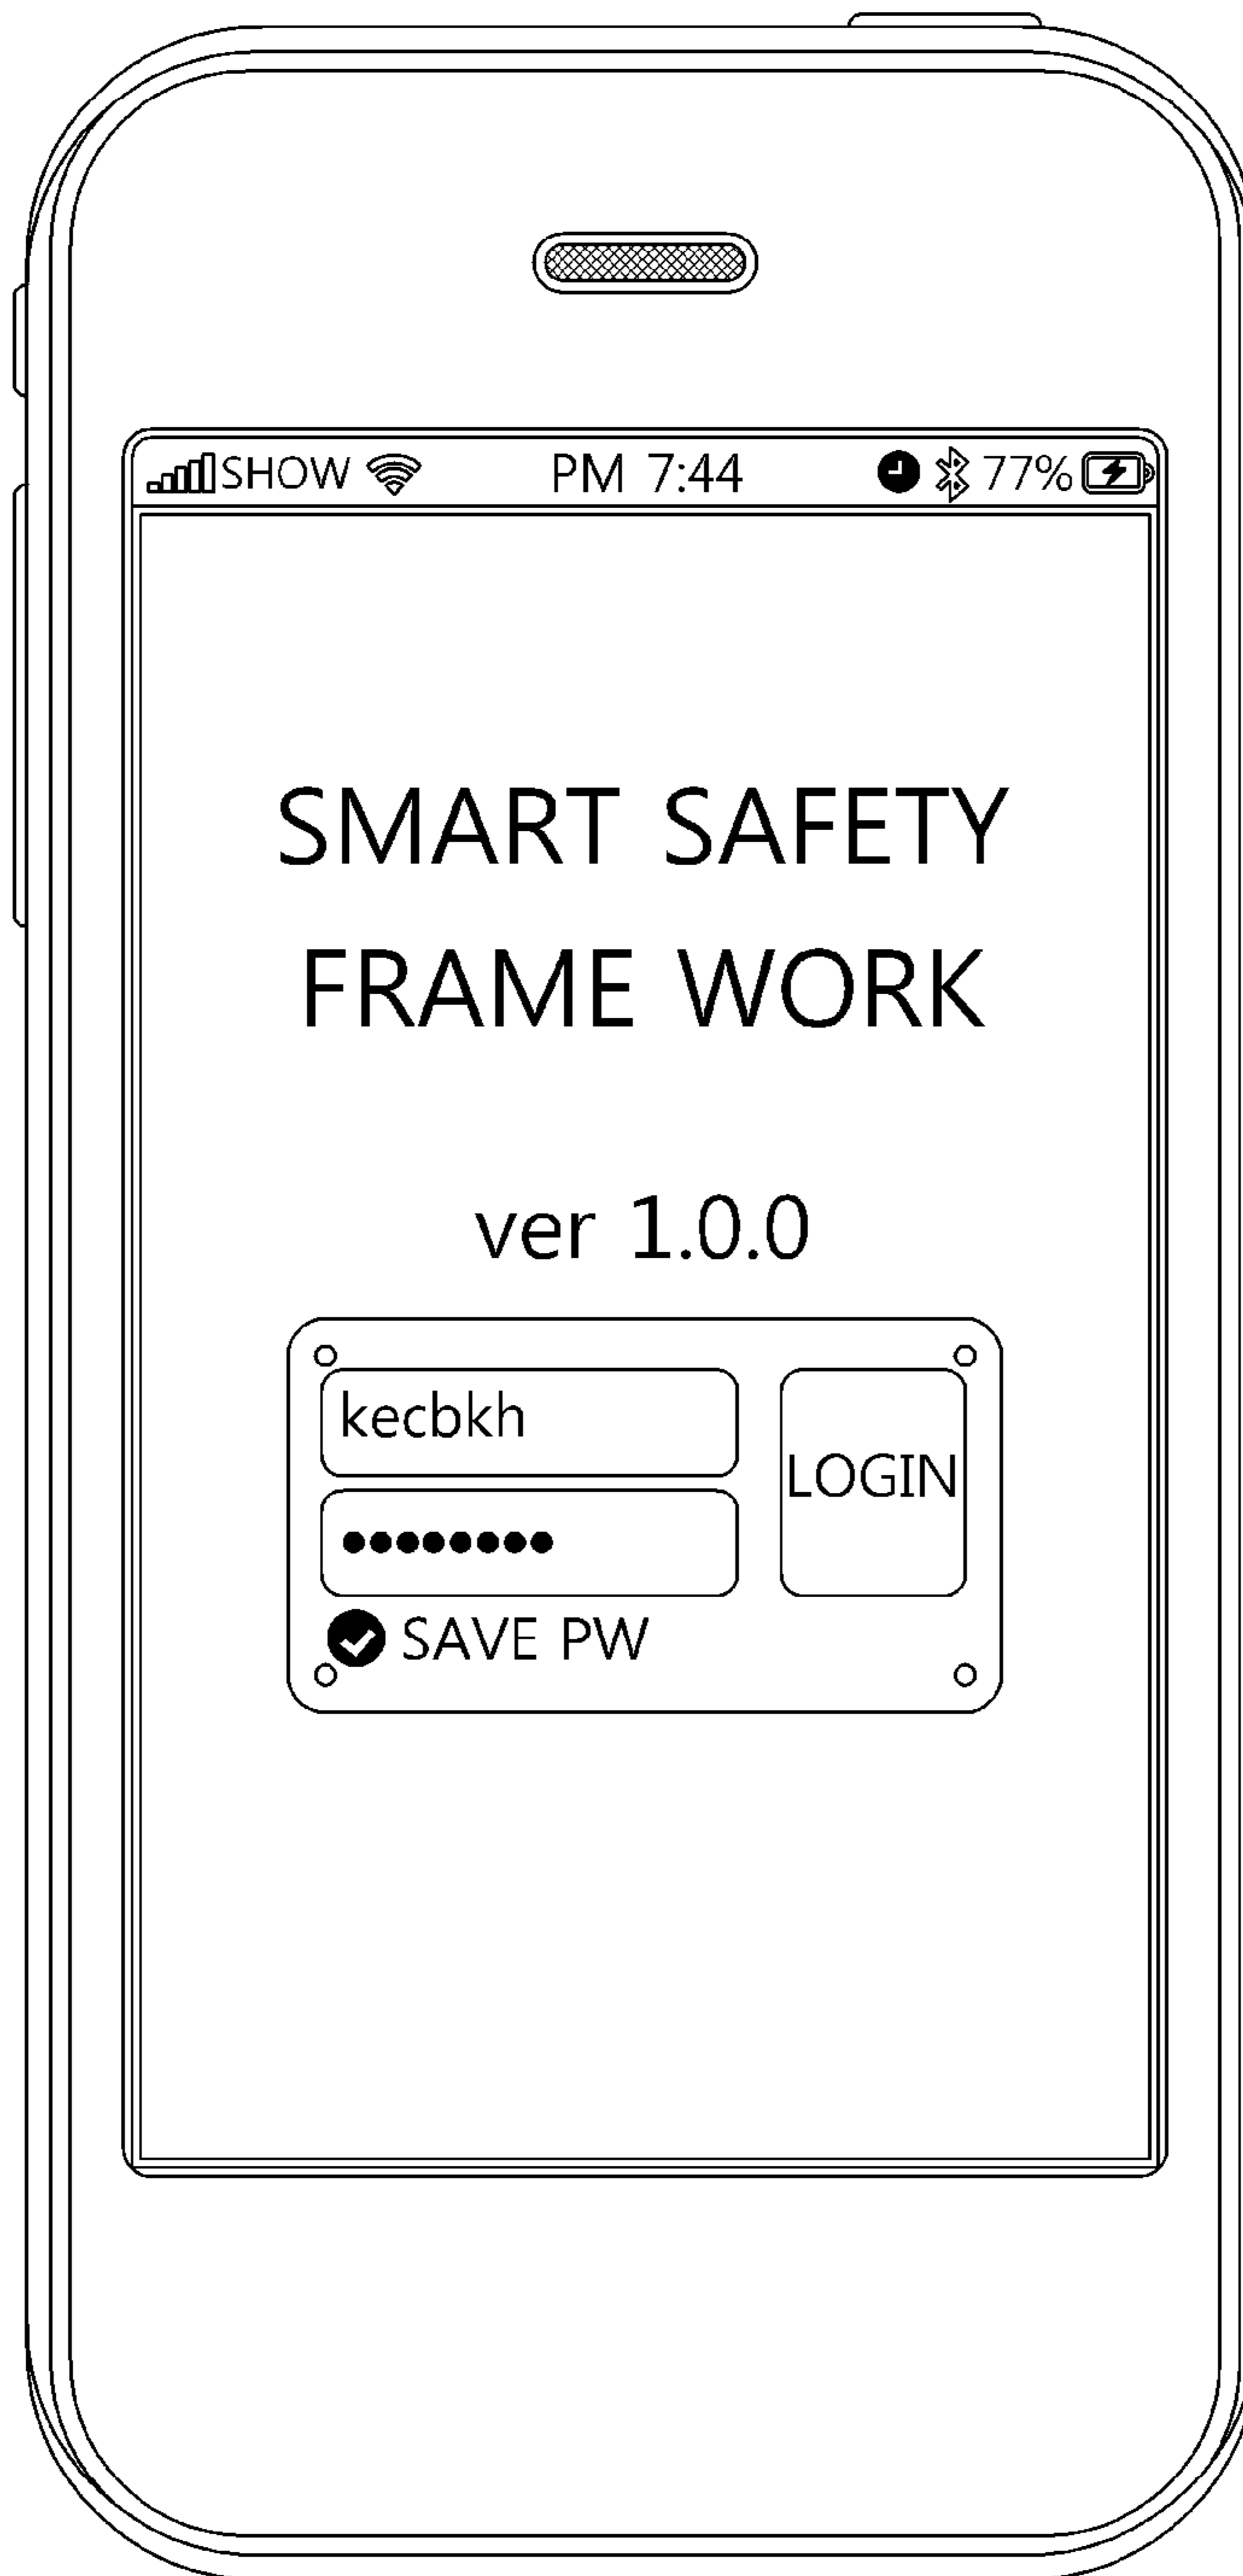 SHOW PM 7:44 77%
SMART SAFETY
FRAME WORK
ver 1.0.0
kecbkh
LOGIN
••••••••
SAVE PW